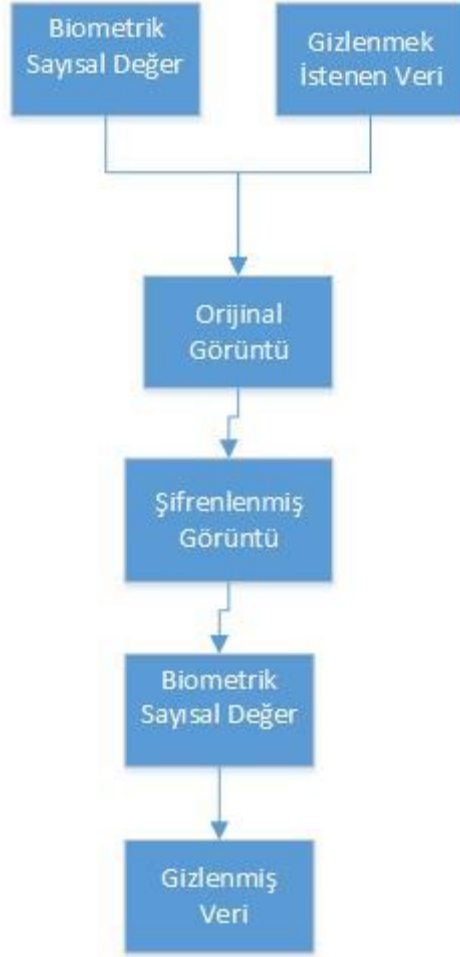 Biometrik
Sayısal Değer
Gizlenmek
İstenen Veri
Orijinal
Görüntü
Şifrenlenmiş
Görüntü
Biometrik
Sayısal Değer
Gizlenmiş
Veri